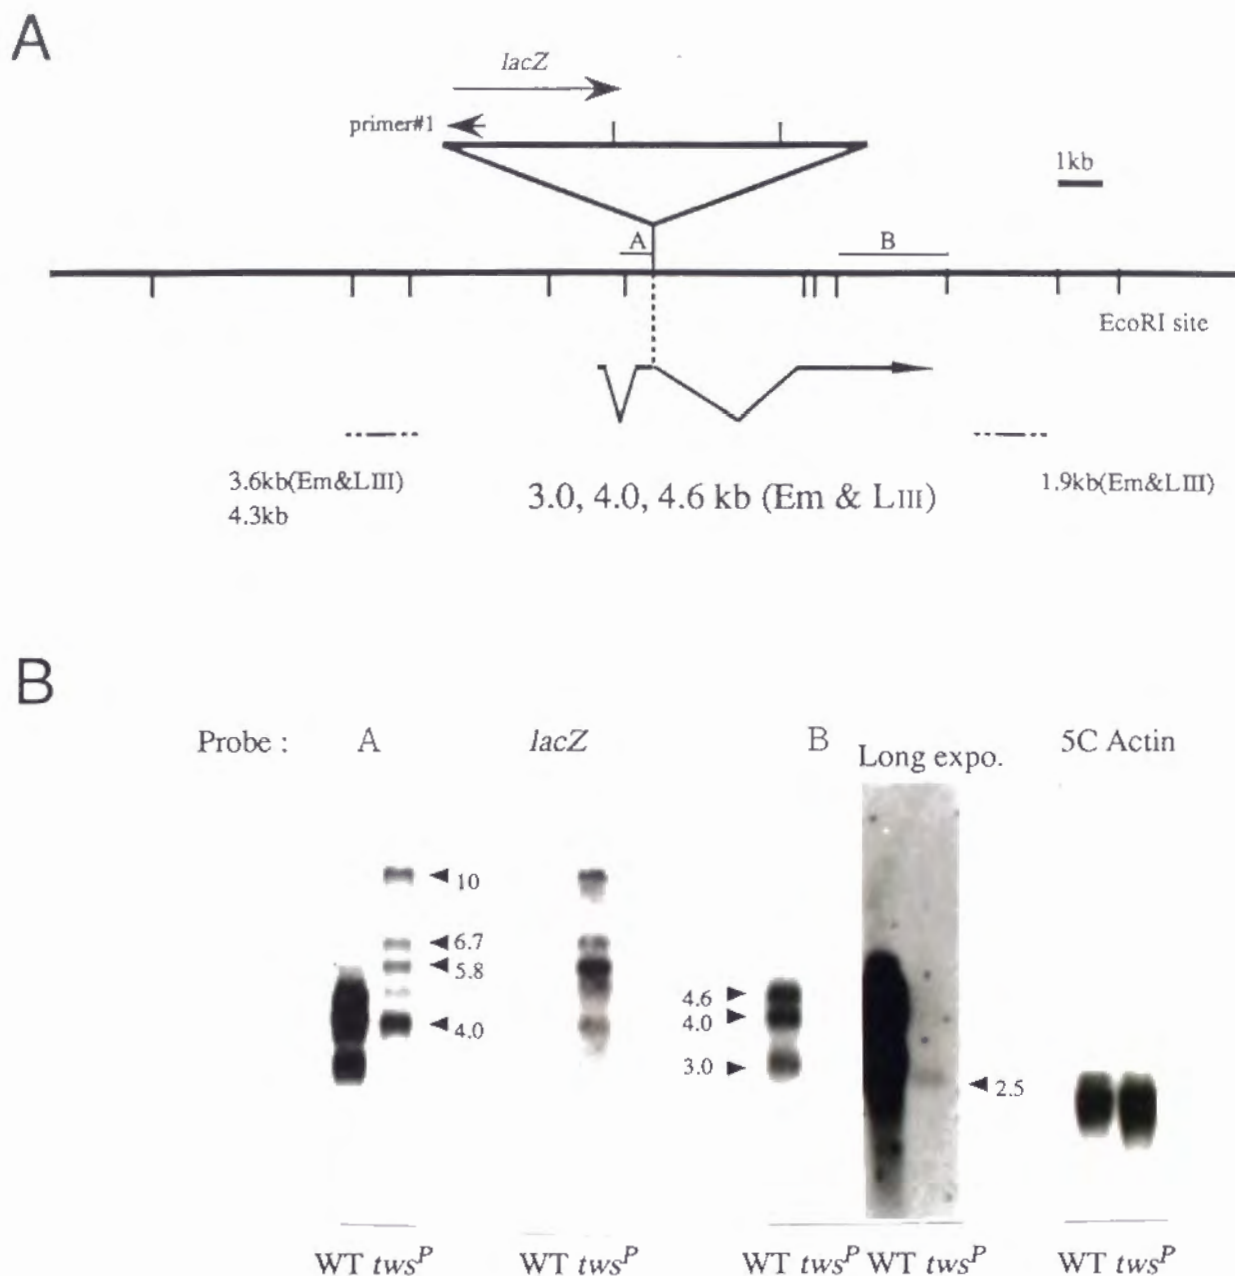 A
lacZ
primer#1
1kb
A
B
EcoRI site
3.6kb(Em&LIII)
4.3kb
3.0, 4.0, 4.6 kb (Em & LIII)
1.9kb(Em&LIII)
B
Probe : A lacZ B Long expo. 5C Actin
10
6.7
5.8
4.0
4.6
4.0
3.0
2.5
WT twsP WT twsP WT twsP WT twsP WT twsP